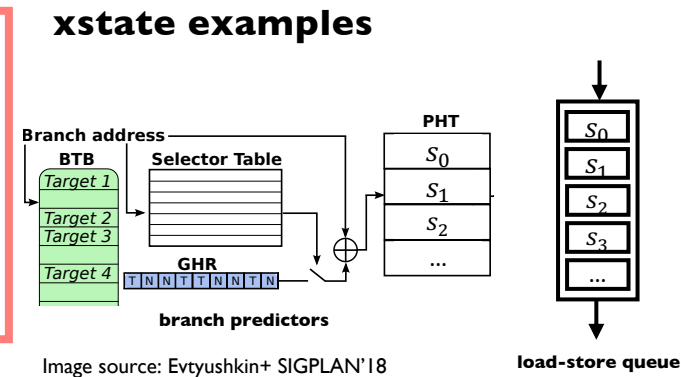 xstate examples
Branch address
BTB
Selector Table
PHT
Target 1
Target 2
Target 3
Target 4
GHR
T N N T T N N T N
S₀
S₁
S₂
...
branch predictors
S₀
S₁
S₂
S₃
...
load-store queue
Image source: Evtyushkin+ SIGPLAN'18